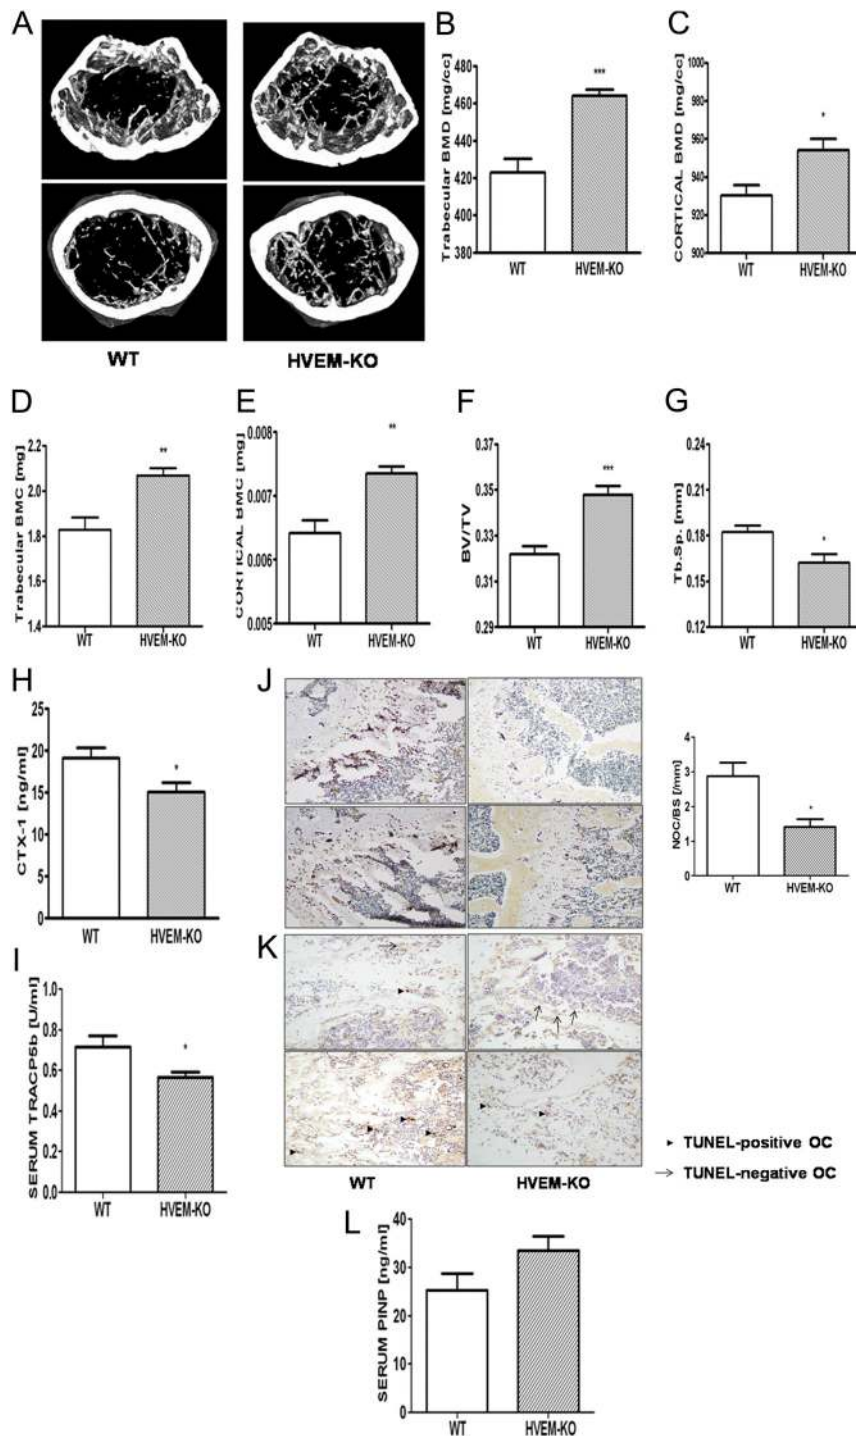 A
WT
HVEM-KO
B
Trabecular BMD [mg/cc]
480
460
440
420
400
380
***
WT
HVEM-KO
C
CORTICAL BMD [mg/cc]
1000
980
960
940
920
900
*
WT
HVEM-KO
D
Trabecular BMC [mg]
2.2
2.0
1.8
1.6
1.4
**
WT
HVEM-KO
E
CORTICAL BMC [mg]
0.008
0.007
0.006
0.005
**
WT
HVEM-KO
F
BV/TV
0.37
0.35
0.33
0.31
0.29
***
WT
HVEM-KO
G
Tb.Sp. [mm]
0.24
0.21
0.18
0.15
0.12
*
WT
HVEM-KO
H
CTX-1 [ng/ml]
25
20
15
10
5
0
*
WT
HVEM-KO
J
NOC/BS [/mm]
4
3
2
1
0
*
WT
HVEM-KO
I
SERUM TRACP5b [U/ml]
1.0
0.8
0.6
0.4
0.2
0.0
*
WT
HVEM-KO
K
WT
HVEM-KO
TUNEL-positive OC
TUNEL-negative OC
L
SERUM PINP [ng/ml]
40
30
20
10
0
WT
HVEM-KO